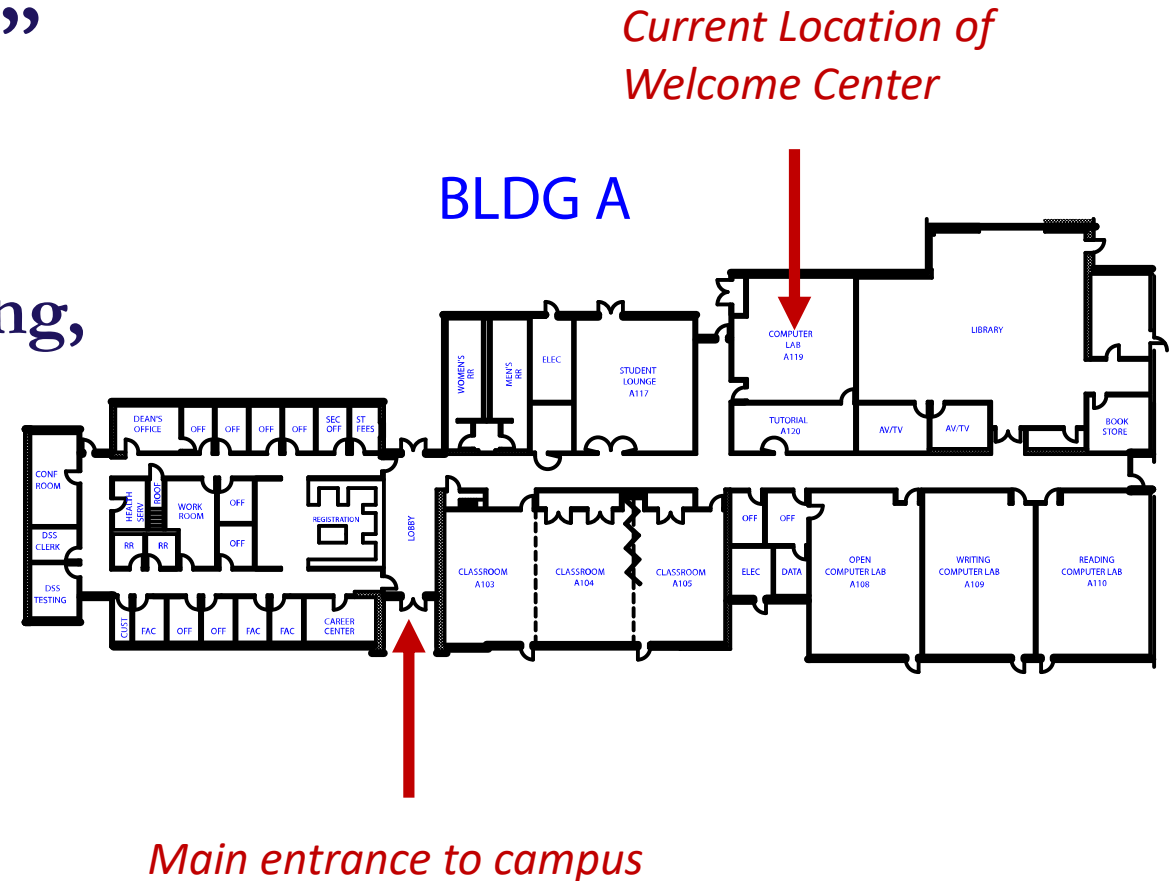 ”
Current Location of
Welcome Center
BLDG A
ng,
COMPUTER
LAB
A119
LIBRARY
WOMEN'S
RR
MEN'S
RR
ELEC
STUDENT
LOUNGE
A117
TUTORIAL
A120
AV/TV
AV/TV
BOOK
STORE
DEAN'S
OFFICE
OFF
OFF
OFF
OFF
SEC
OFF
ST
FEES
CONF
ROOM
HEALTH
SERV
ROOF
WORK
ROOM
OFF
OFF
REGISTRATION
LOBBY
RR
RR
DSS
CLERK
DSS
TESTING
CLASSROOM
A103
CLASSROOM
A104
CLASSROOM
A105
OFF
OFF
ELEC
DATA
OPEN
COMPUTER LAB
A108
WRITING
COMPUTER LAB
A109
READING
COMPUTER LAB
A110
CUST
FAC
OFF
OFF
FAC
FAC
CAREER
CENTER
Main entrance to campus